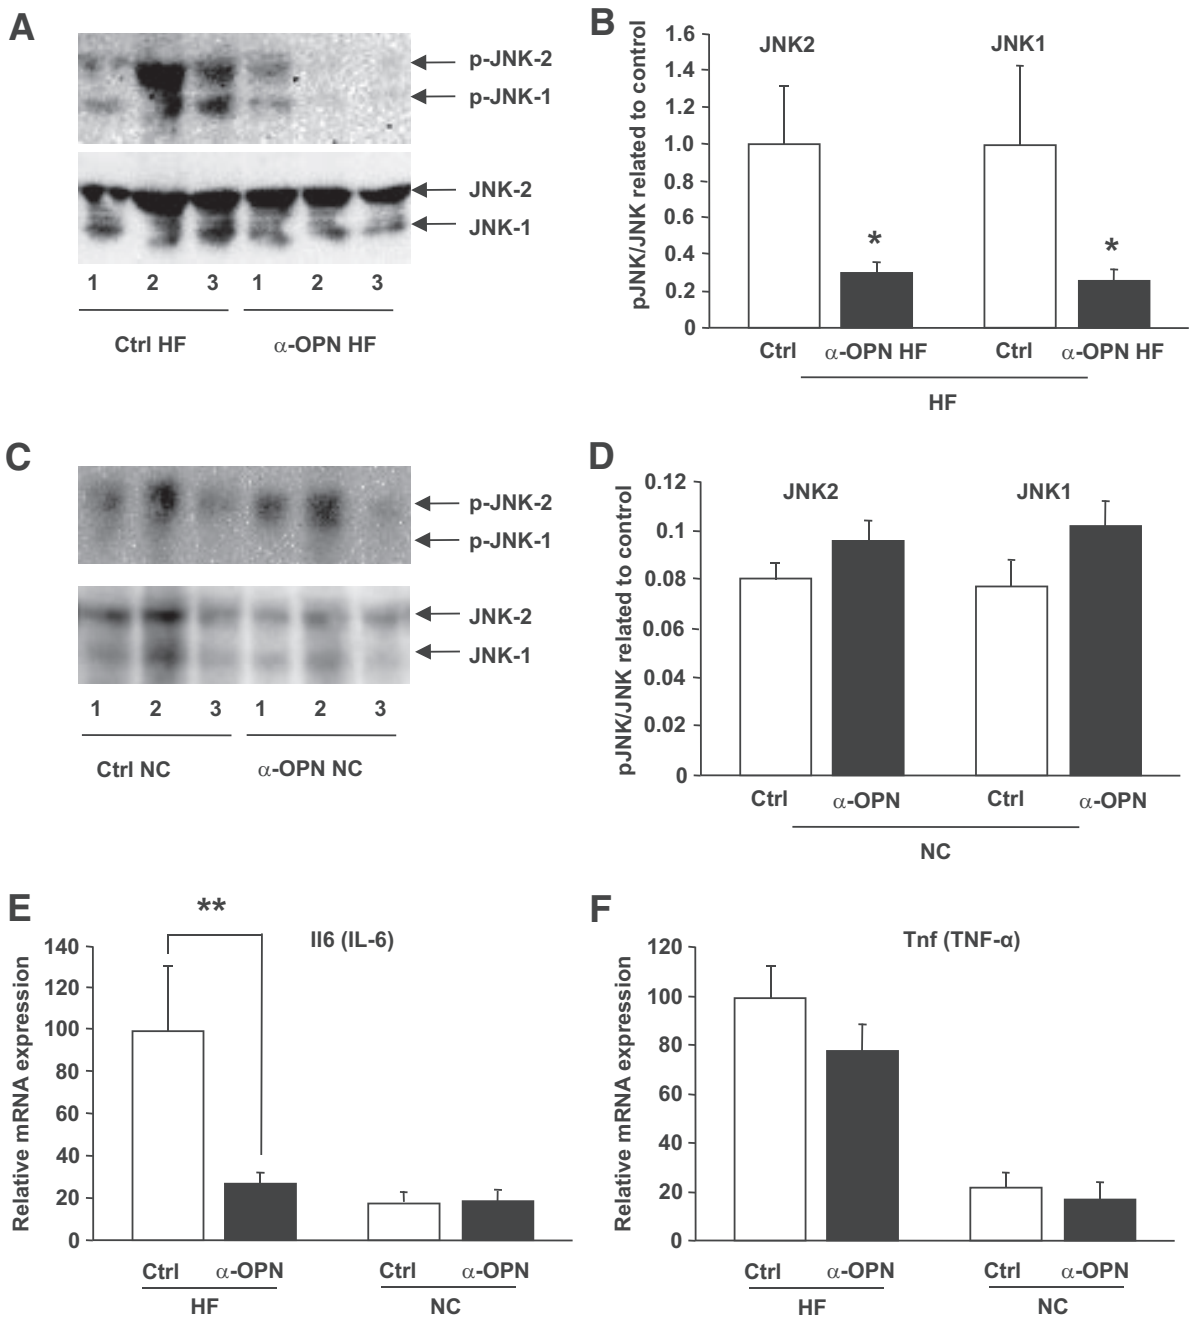 A
p-JNK-2
p-JNK-1
JNK-2
JNK-1
1 2 3 1 2 3
Ctrl HF α-OPN HF
B
pJNK/JNK related to control
1.6
1.4
1.2
1.0
0.8
0.6
0.4
0.2
0
JNK2 JNK1
* *
Ctrl α-OPN HF Ctrl α-OPN HF
HF
C
p-JNK-2
p-JNK-1
JNK-2
JNK-1
1 2 3 1 2 3
Ctrl NC α-OPN NC
D
pJNK/JNK related to control
0.12
0.1
0.08
0.06
0.04
0.02
0
JNK2 JNK1
Ctrl α-OPN Ctrl α-OPN
NC
E
**
Il6 (IL-6)
Relative mRNA expression
140
120
100
80
60
40
20
0
Ctrl α-OPN Ctrl α-OPN
HF NC
F
Tnf (TNF-α)
Relative mRNA expression
120
100
80
60
40
20
0
Ctrl α-OPN Ctrl α-OPN
HF NC